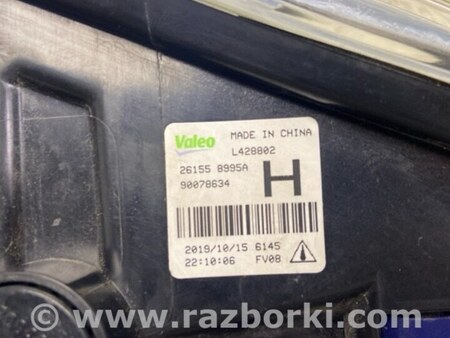 Valeo MADE IN CHINA
L428802
26155 8995A
90078634 H
2019/10/15 6145
22:10:06 FV08
© www.razborki.com